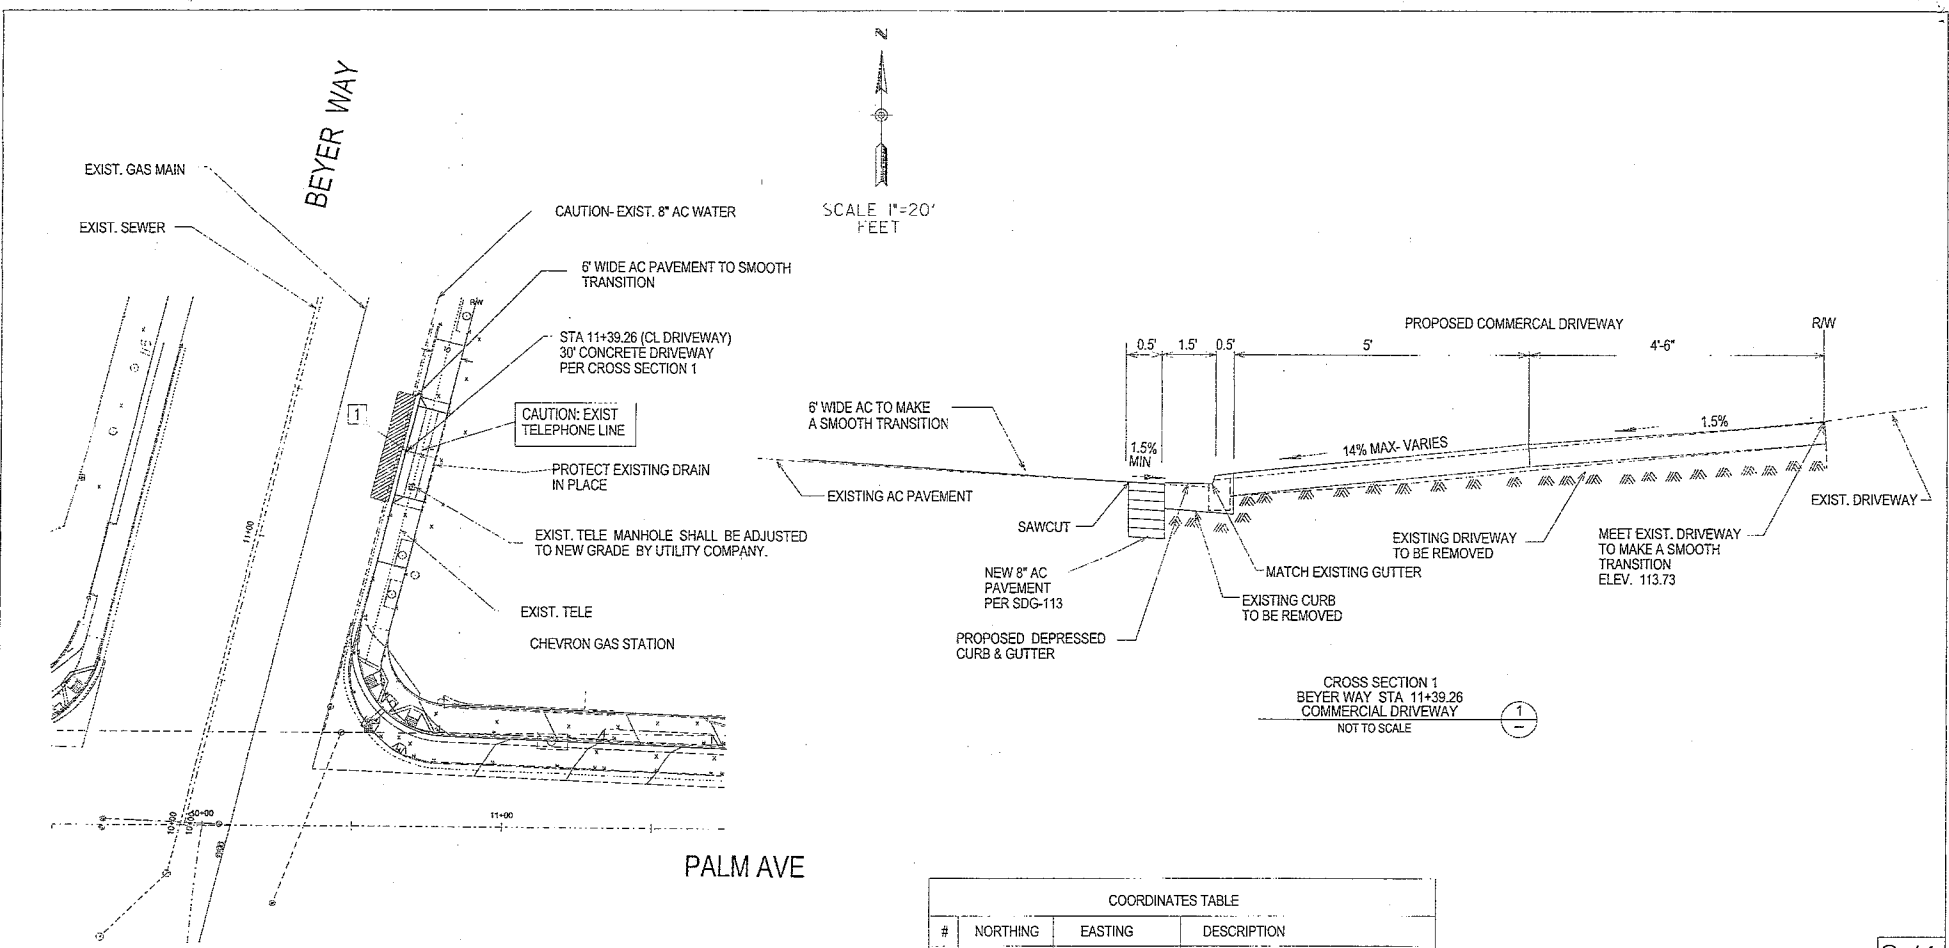 BEYER WAY
EXIST. GAS MAIN
EXIST. SEWER
CAUTION- EXIST. 8" AC WATER
6' WIDE AC PAVEMENT TO SMOOTH
TRANSITION
R/W
STA 11+39.26 (CL DRIVEWAY)
30' CONCRETE DRIVEWAY
PER CROSS SECTION 1
1
CAUTION: EXIST
TELEPHONE LINE
PROTECT EXISTING DRAIN
IN PLACE
EXIST. TELE MANHOLE SHALL BE ADJUSTED
TO NEW GRADE BY UTILITY COMPANY.
EXIST. TELE
CHEVRON GAS STATION
11+00
10+00
10+00
11+00
PALM AVE
N
SCALE 1"=20'
FEET
PROPOSED COMMERCAL DRIVEWAY
R/W
0.5'
1.5'
0.5'
5'
4'-6"
6' WIDE AC TO MAKE
A SMOOTH TRANSITION
1.5%
MIN
14% MAX- VARIES
1.5%
EXISTING AC PAVEMENT
SAWCUT
EXIST. DRIVEWAY
NEW 8" AC
PAVEMENT
PER SDG-113
MATCH EXISTING GUTTER
EXISTING DRIVEWAY
TO BE REMOVED
MEET EXIST. DRIVEWAY
TO MAKE A SMOOTH
TRANSITION
ELEV. 113.73
EXISTING CURB
TO BE REMOVED
PROPOSED DEPRESSED
CURB & GUTTER
CROSS SECTION 1
BEYER WAY STA 11+39.26
COMMERCIAL DRIVEWAY
NOT TO SCALE
1
–
COORDINATES TABLE
# NORTHING EASTING DESCRIPTION